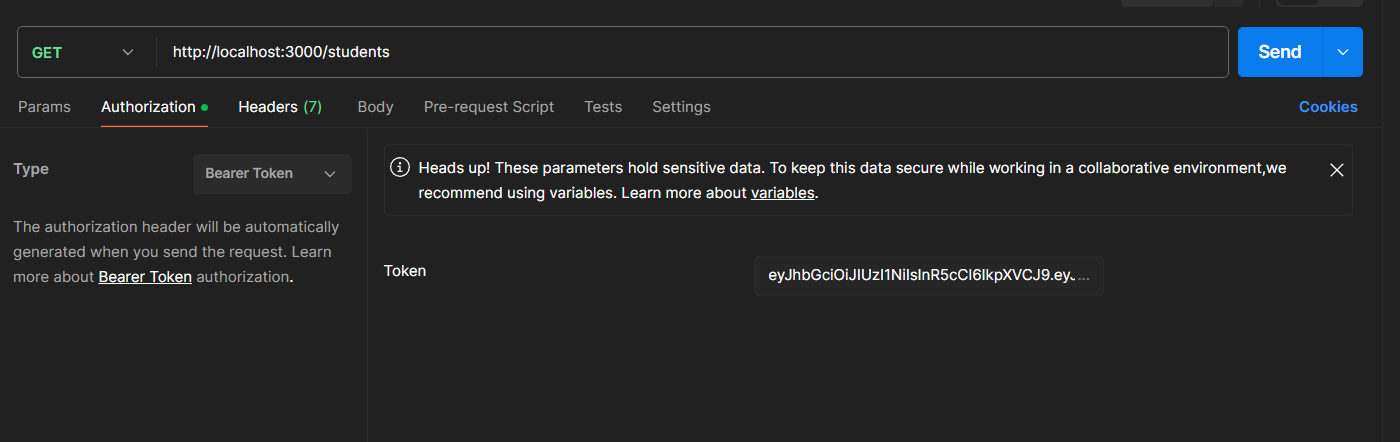 GET http://localhost:3000/students Send
Params Authorization Headers (7) Body Pre-request Script Tests Settings Cookies
Type Bearer Token
The authorization header will be automatically
generated when you send the request. Learn
more about Bearer Token authorization.
Heads up! These parameters hold sensitive data. To keep this data secure while working in a collaborative environment,we
recommend using variables. Learn more about variables.
Token eyJhbGciOiJIUzI1NiIsInR5cCI6IkpXVCJ9.eyJ...